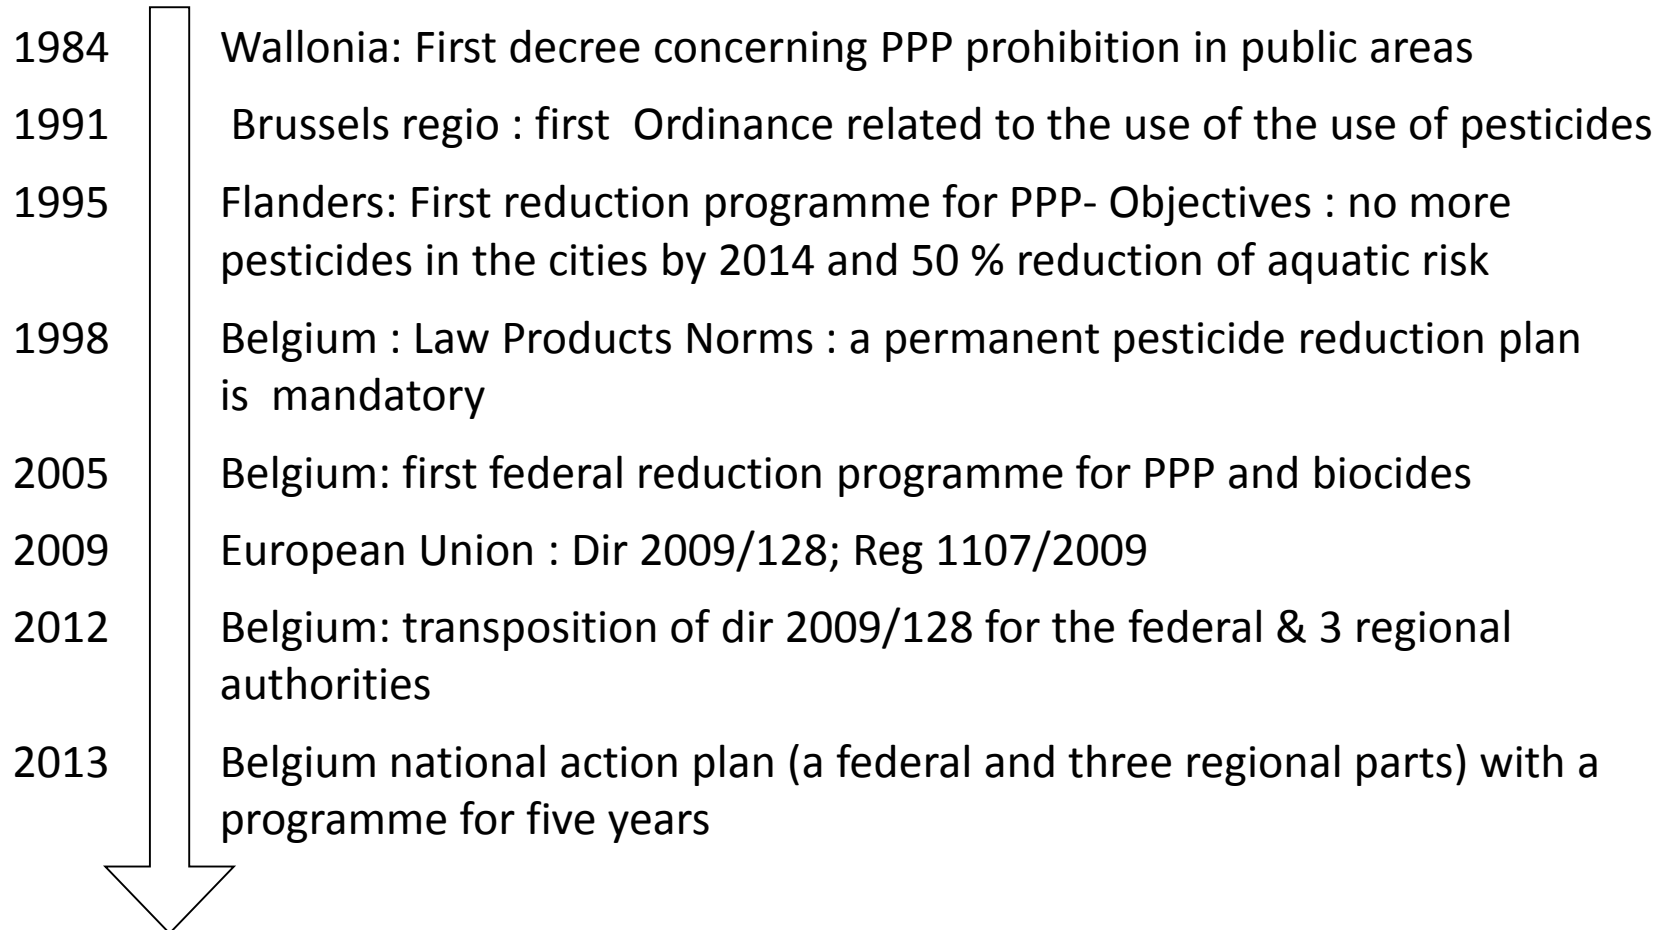 1984 Wallonia: First decree concerning PPP prohibition in public areas
1991 Brussels regio : first Ordinance related to the use of the use of pesticides
1995 Flanders: First reduction programme for PPP- Objectives : no more
pesticides in the cities by 2014 and 50 % reduction of aquatic risk
1998 Belgium : Law Products Norms : a permanent pesticide reduction plan
is mandatory
2005 Belgium: first federal reduction programme for PPP and biocides
2009 European Union : Dir 2009/128; Reg 1107/2009
2012 Belgium: transposition of dir 2009/128 for the federal & 3 regional
authorities
2013 Belgium national action plan (a federal and three regional parts) with a
programme for five years